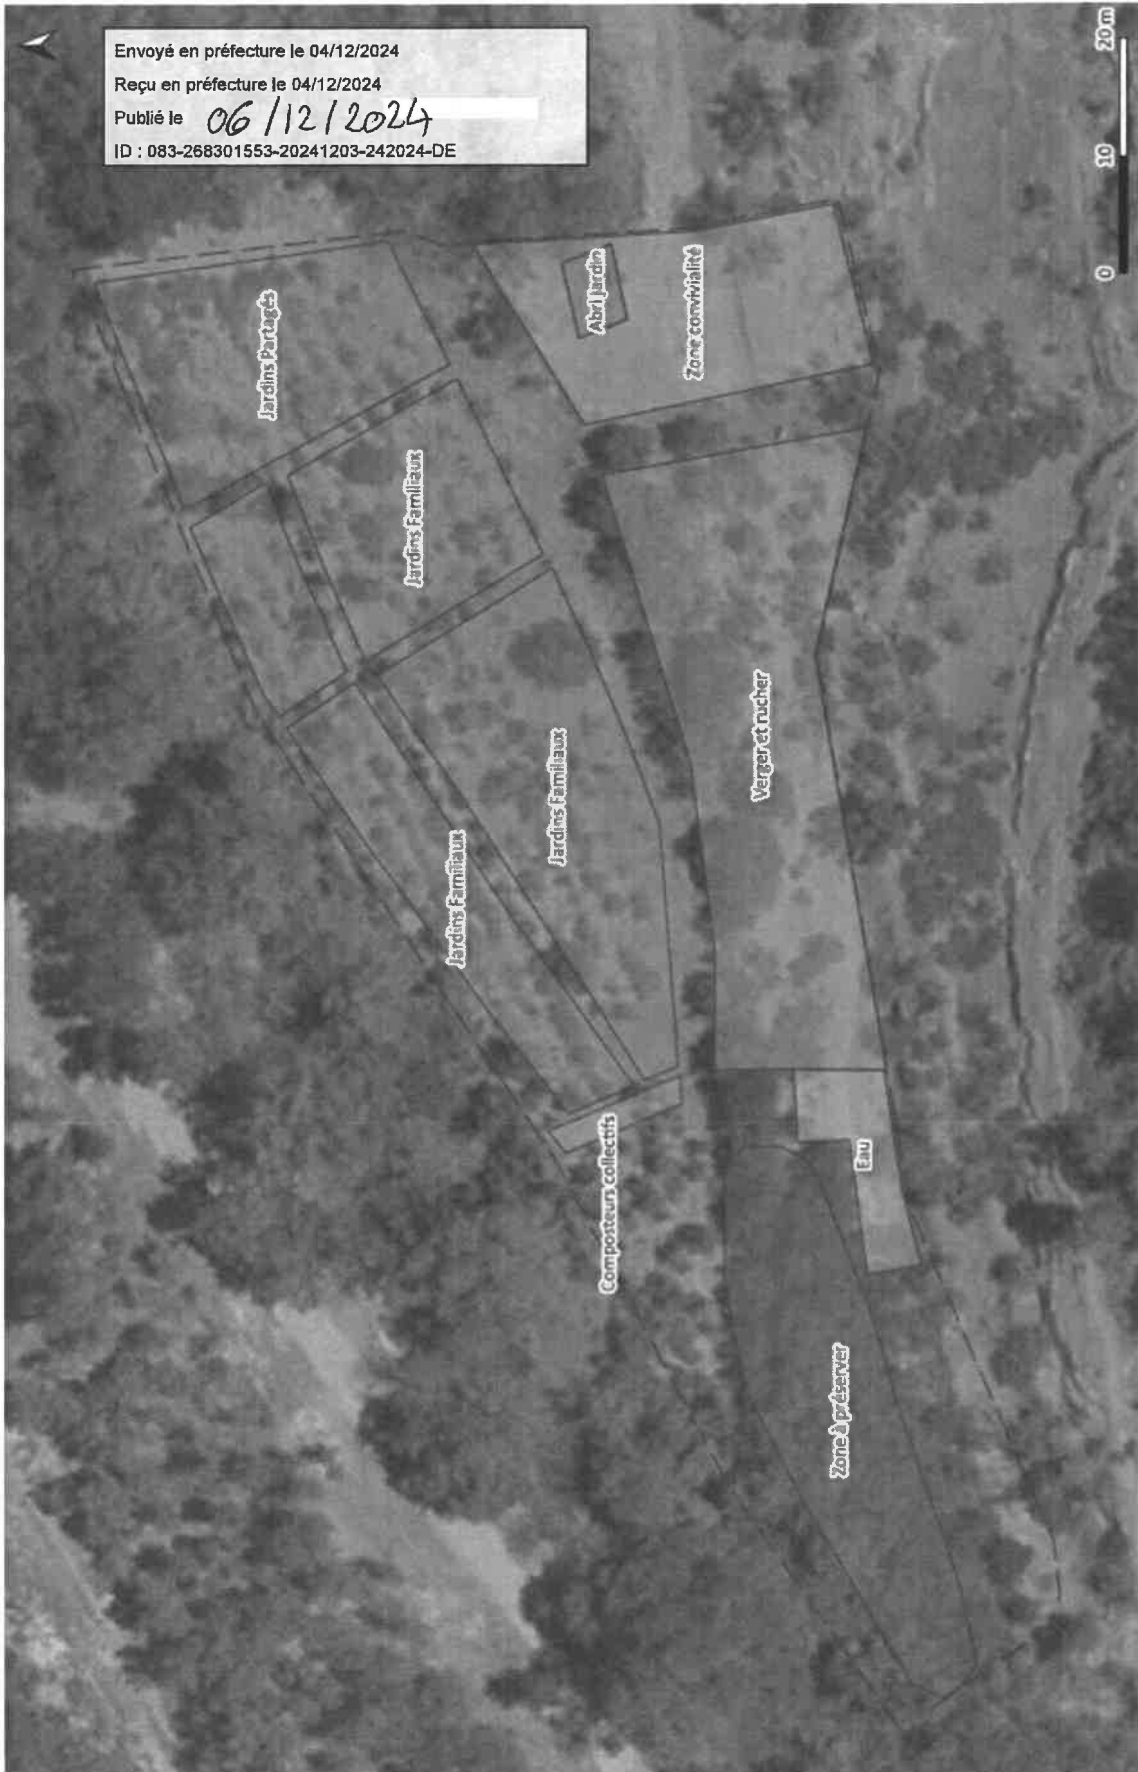 Envoyé en préfecture le 04/12/2024
Reçu en préfecture le 04/12/2024
Publié le 06/12/2024
ID : 083-268301553-20241203-242024-DE
Jardins Partagés
Jardins Familiaux
Jardins Familiaux
Jardins Familiaux
Abri jardin
Zone convivialité
Verger et rucher
Composteurs collectifs
Eau
Zone à préserver
0 10 20 m